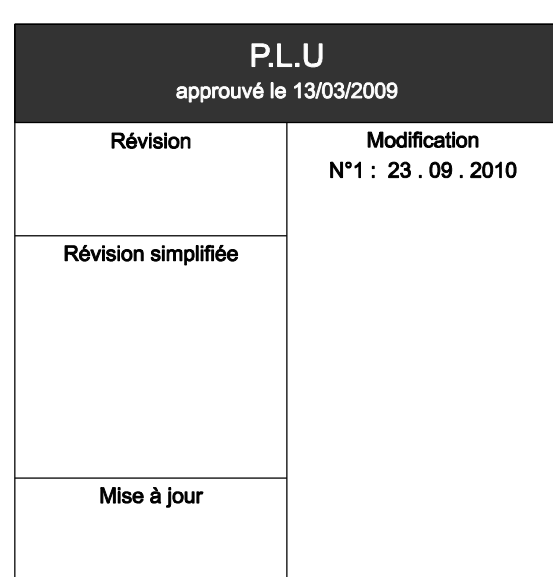 P.L.U
approuvé le 13/03/2009
Révision
Modification
N°1 : 23 . 09 . 2010
Révision simplifiée
Mise à jour